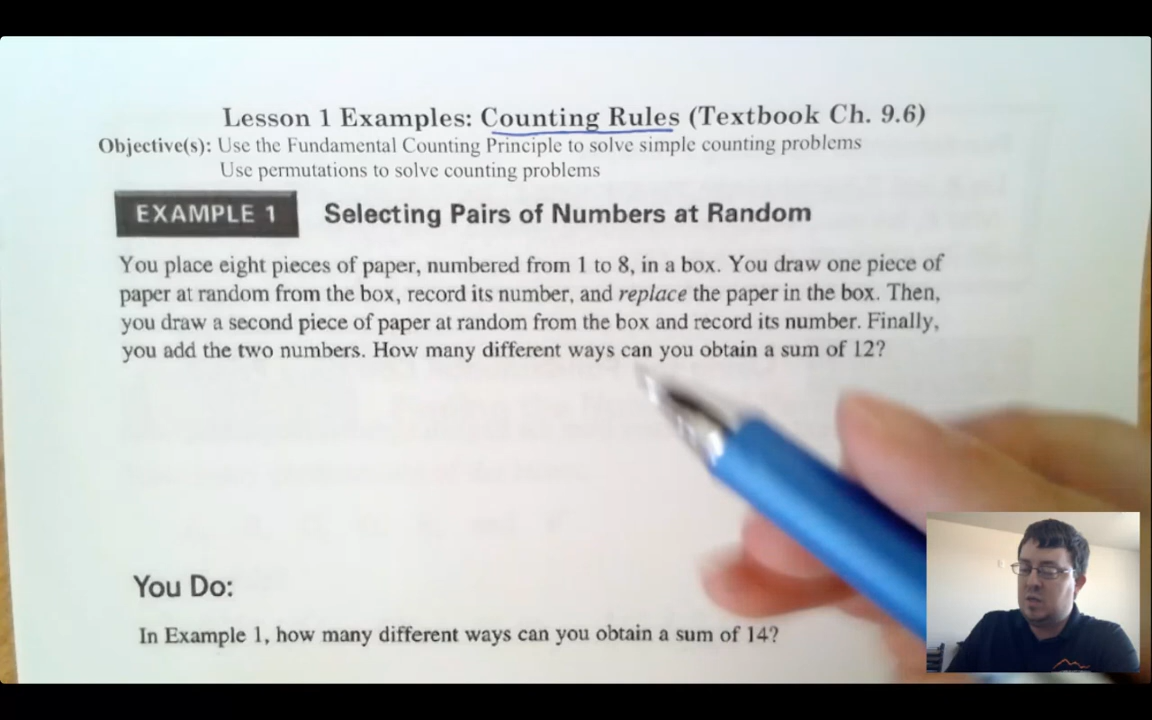 Lesson 1 Examples: Counting Rules (Textbook Ch. 9.6)
Objective(s): Use the Fundamental Counting Principle to solve simple counting problems
Use permutations to solve counting problems
EXAMPLE 1 Selecting Pairs of Numbers at Random
You place eight pieces of paper, numbered from 1 to 8, in a box. You draw one piece of
paper at random from the box, record its number, and replace the paper in the box. Then,
you draw a second piece of paper at random from the box and record its number. Finally,
you add the two numbers. How many different ways can you obtain a sum of 12?
You Do:
In Example 1, how many different ways can you obtain a sum of 14?